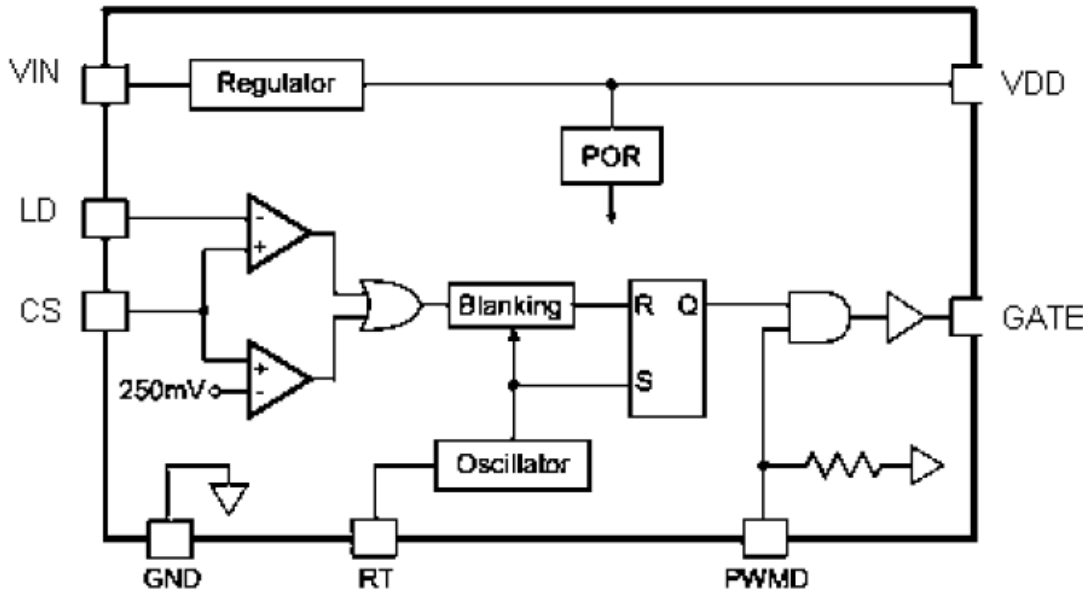 VIN
Regulator
VDD
POR
LD
-
+
CS
Blanking
R Q
GATE
+
250mV
-
S
Oscillator
GND
RT
PWMD